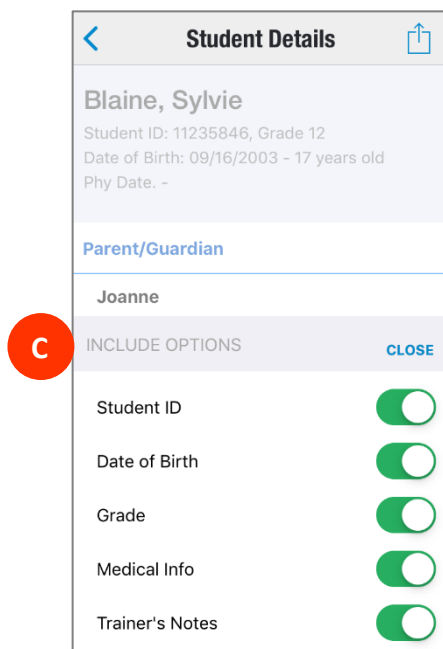 Student Details
Blaine, Sylvie
Student ID: 11235846, Grade 12
Date of Birth: 09/16/2003 - 17 years old
Phy Date. -
Parent/Guardian
Joanne
C
INCLUDE OPTIONS CLOSE
Student ID
Date of Birth
Grade
Medical Info
Trainer's Notes